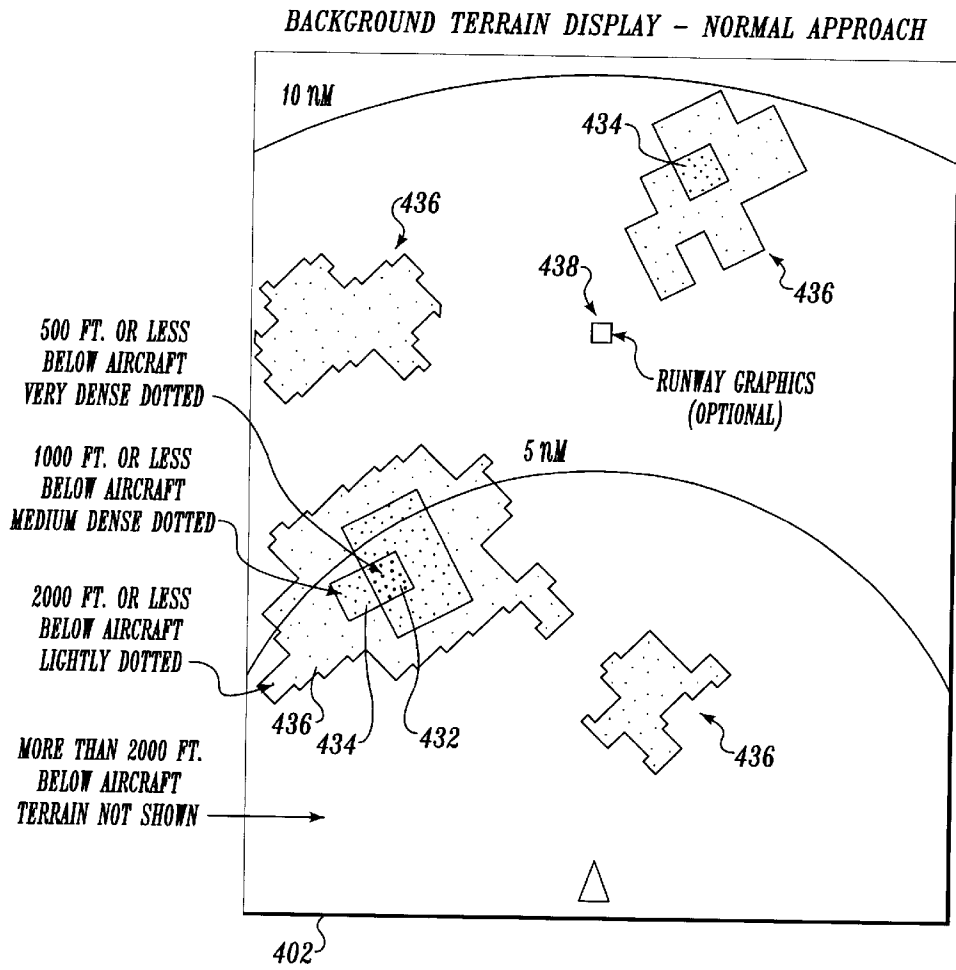 BACKGROUND TERRAIN DISPLAY - NORMAL APPROACH
10 nM
434
436
438
436
500 FT. OR LESS
BELOW AIRCRAFT
VERY DENSE DOTTED
RUNWAY GRAPHICS
(OPTIONAL)
5 nM
1000 FT. OR LESS
BELOW AIRCRAFT
MEDIUM DENSE DOTTED
2000 FT. OR LESS
BELOW AIRCRAFT
LIGHTLY DOTTED
436
434
432
436
MORE THAN 2000 FT.
BELOW AIRCRAFT
TERRAIN NOT SHOWN
402